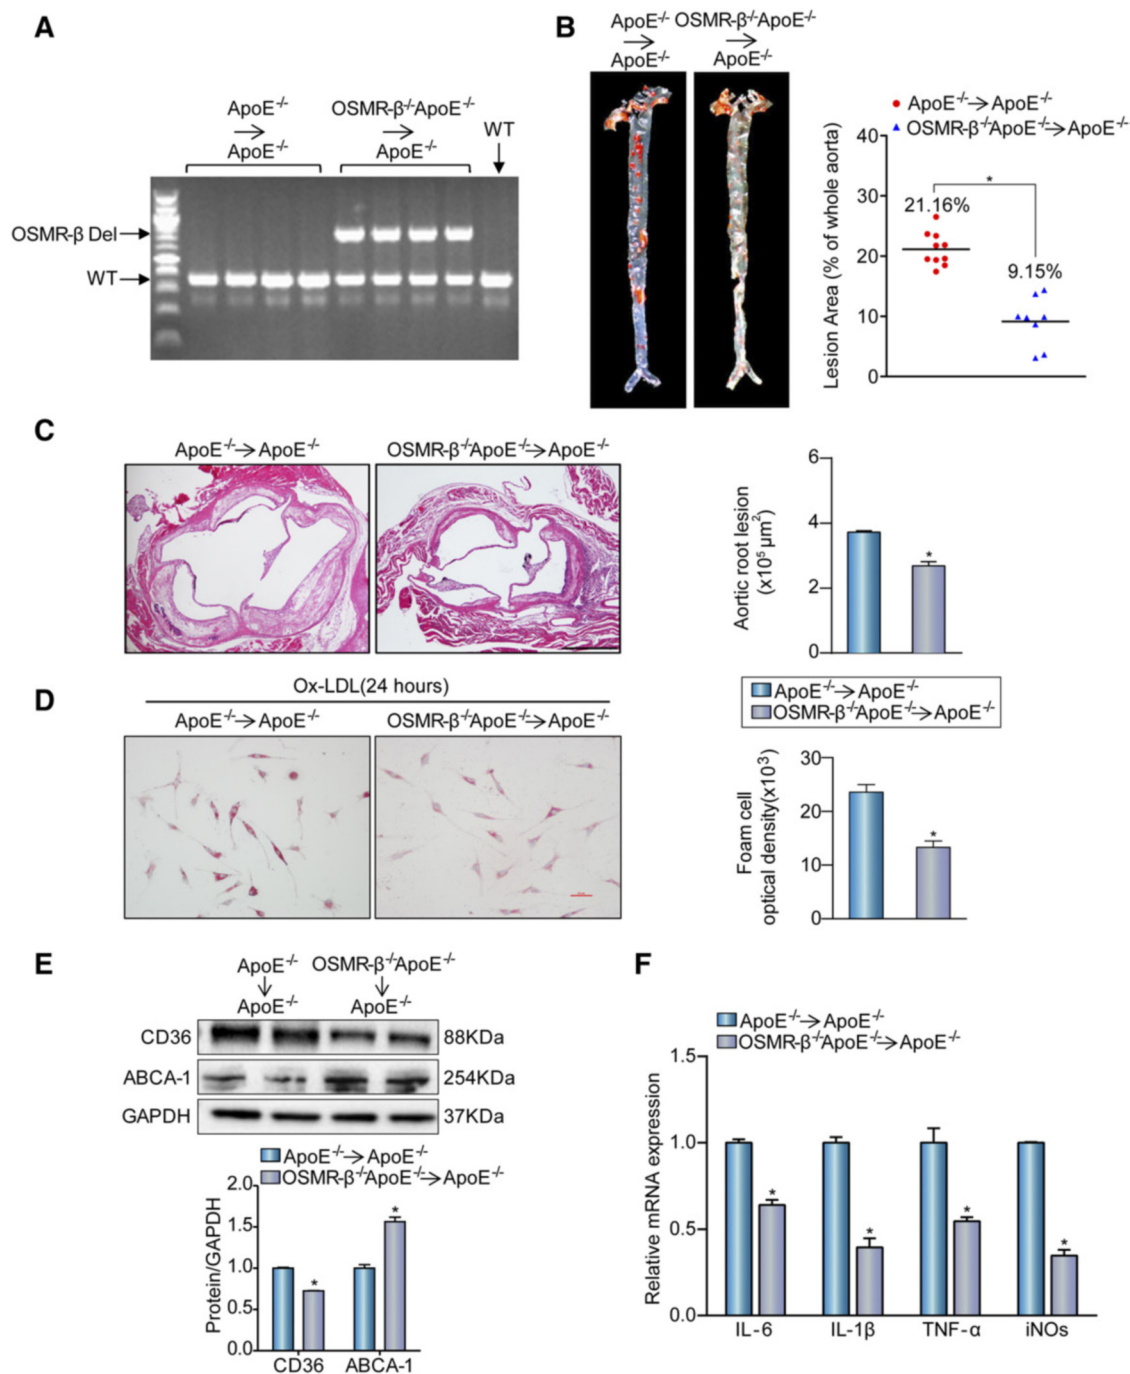 A
ApoE-/-
→
ApoE-/-
OSMR-β-/-ApoE-/-
→
ApoE-/-
WT
OSMR-β Del
WT
B
ApoE-/-
→
ApoE-/-
OSMR-β-/-ApoE-/-
→
ApoE-/-
ApoE-/-→ApoE-/-
OSMR-β-/-ApoE-/-→ApoE-/-
Lesion Area (% of whole aorta)
40
30
20
10
0
*
21.16%
9.15%
C
ApoE-/-→ApoE-/-
OSMR-β-/-ApoE-/-→ApoE-/-
Aortic root lesion
(x10⁵ μm²)
6
4
2
0
*
D
Ox-LDL(24 hours)
ApoE-/-→ApoE-/-
OSMR-β-/-ApoE-/-→ApoE-/-
ApoE-/-→ApoE-/-
OSMR-β-/-ApoE-/-→ApoE-/-
Foam cell
optical density(x10³)
30
20
10
0
*
E
ApoE-/-
↓
ApoE-/-
OSMR-β-/-ApoE-/-
↓
ApoE-/-
CD36
88KDa
ABCA-1
254KDa
GAPDH
37KDa
ApoE-/-→ApoE-/-
OSMR-β-/-ApoE-/-→ApoE-/-
Protein/GAPDH
2.0
1.5
1.0
0.5
0.0
*
*
CD36
ABCA-1
F
ApoE-/-→ApoE-/-
OSMR-β-/-ApoE-/-→ApoE-/-
Relative mRNA expression
1.5
1.0
0.5
0.0
*
*
*
*
IL-6
IL-1β
TNF-α
iNOs